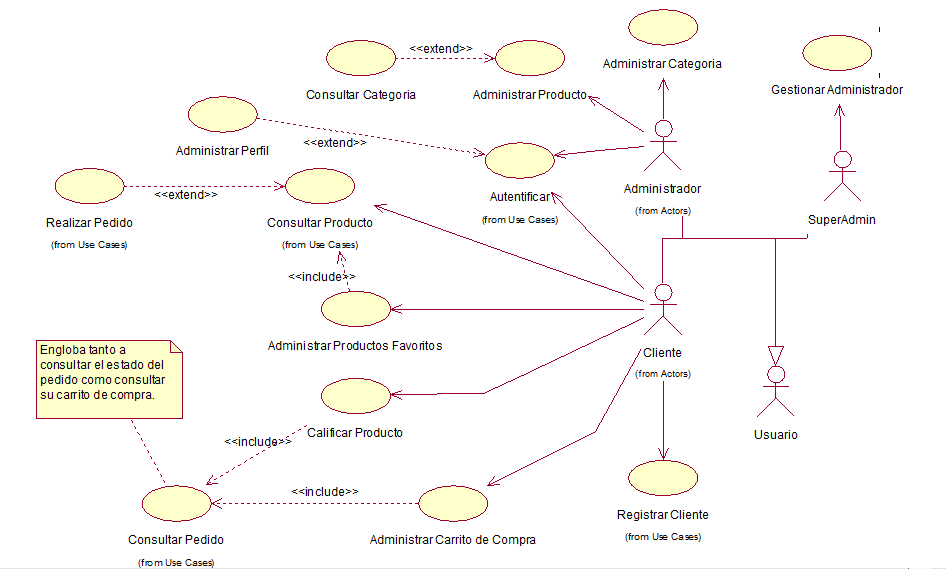 <<extend>>
Consultar Categoria
Administrar Producto
Administrar Categoria
Gestionar Administrador
Administrar Perfil
<<extend>>
Autentificar
(from Use Cases)
Administrador
(from Actors)
SuperAdmin
<<extend>>
Realizar Pedido
(from Use Cases)
Consultar Producto
(from Use Cases)
<<include>>
Administrar Productos Favoritos
Cliente
(from Actors)
Engloba tanto a
consultar el estado del
pedido como consultar
su carrito de compra.
Usuario
Calificar Producto
<<include>>
<<include>>
Consultar Pedido
(from Use Cases)
Administrar Carrito de Compra
Registrar Cliente
(from Use Cases)